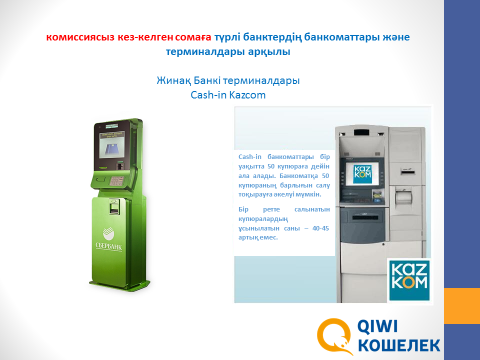 комиссиясыз кез-келген сомаға түрлі банктердің банкоматтары және
терминалдары арқылы
Жинақ Банкі терминалдары
Cash-in Kazcom
Cash-in банкоматтары бір
уақытта 50 купюраға дейін
ала алады. Банкоматқа 50
купюраның барлығын салу
тоқырауға әкелуі мүмкін.
Бір ретте салынатын
купюралардың
ұсынылатын саны – 40-45
артық емес.
СБЕРБАНК
KAZ
KOM
KAZ
KOM
QIWI
КОШЕЛЕК